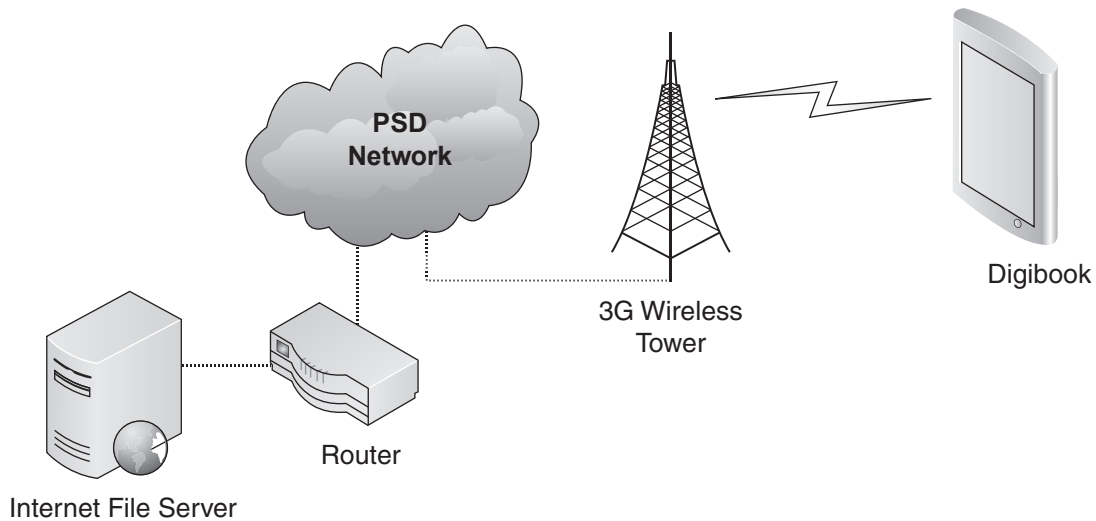 PSD
Network
Digibook
3G Wireless
Tower
Router
Internet File Server